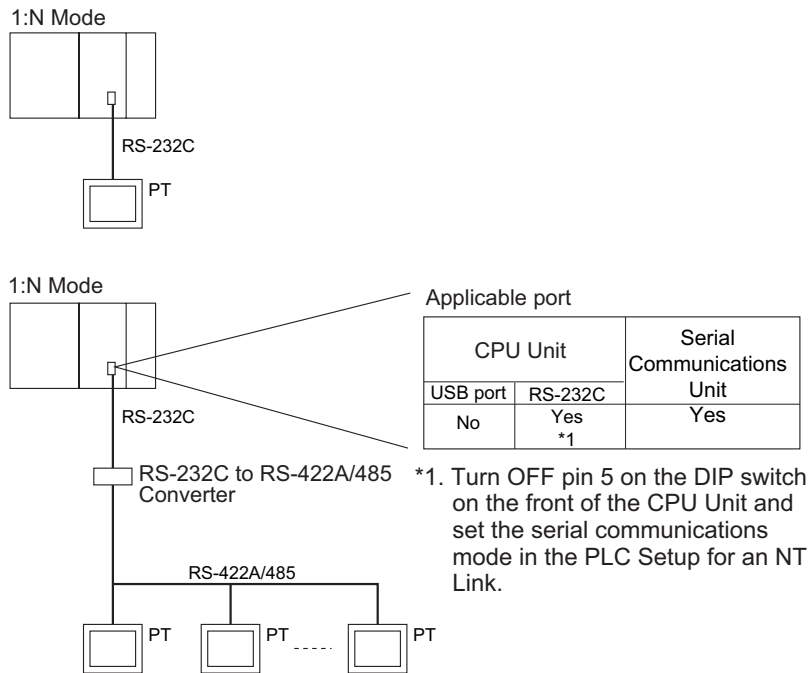 1:N Mode
RS-232C
PT
1:N Mode
RS-232C
RS-232C to RS-422A/485
Converter
RS-422A/485
PT
PT
PT
Applicable port
CPU Unit
Serial
Communications
Unit
USB port
RS-232C
No
Yes
*1
Yes
*1. Turn OFF pin 5 on the DIP switch
on the front of the CPU Unit and
set the serial communications
mode in the PLC Setup for an NT
Link.